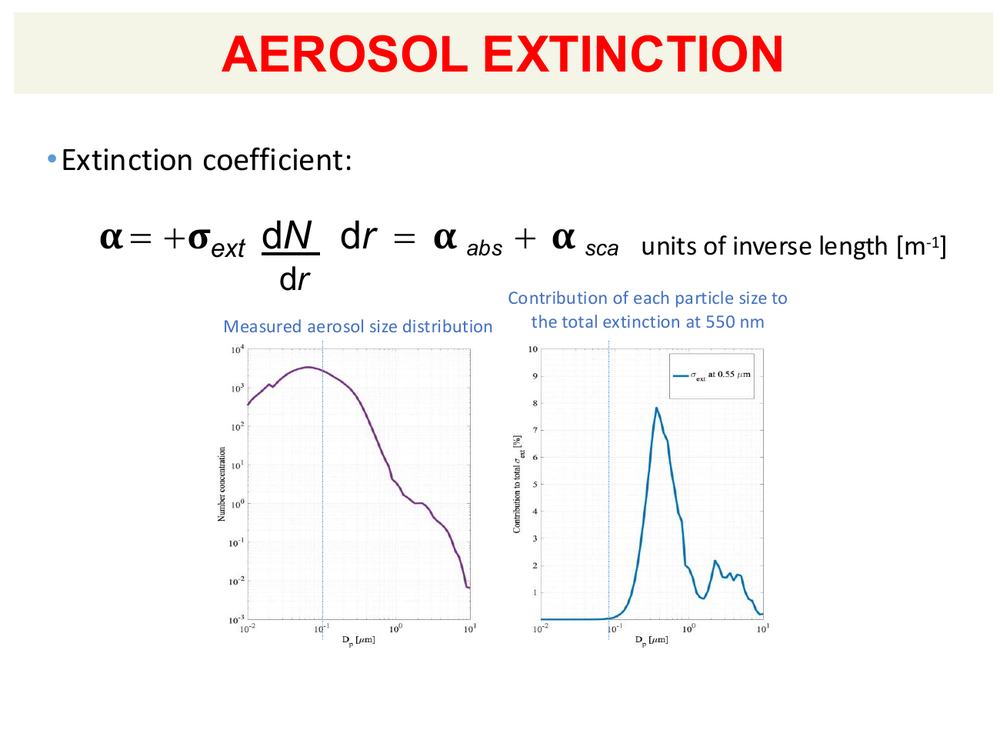 AEROSOL EXTINCTION
•Extinction coefficient:
α = +σext dN dr = α abs + α sca units of inverse length [m-1]
dr
Contribution of each particle size to
the total extinction at 550 nm
Measured aerosol size distribution
10⁴
10³
10²
10¹
10⁰
10⁻¹
10⁻²
10⁻³
Number concentration
10⁻² 10⁻¹ 10⁰ 10¹
Dp [μm]
10
9
8
7
6
5
4
3
2
1
Contribution to total σext [%]
σext at 0.55 μm
10⁻² 10⁻¹ 10⁰ 10¹
Dp [μm]